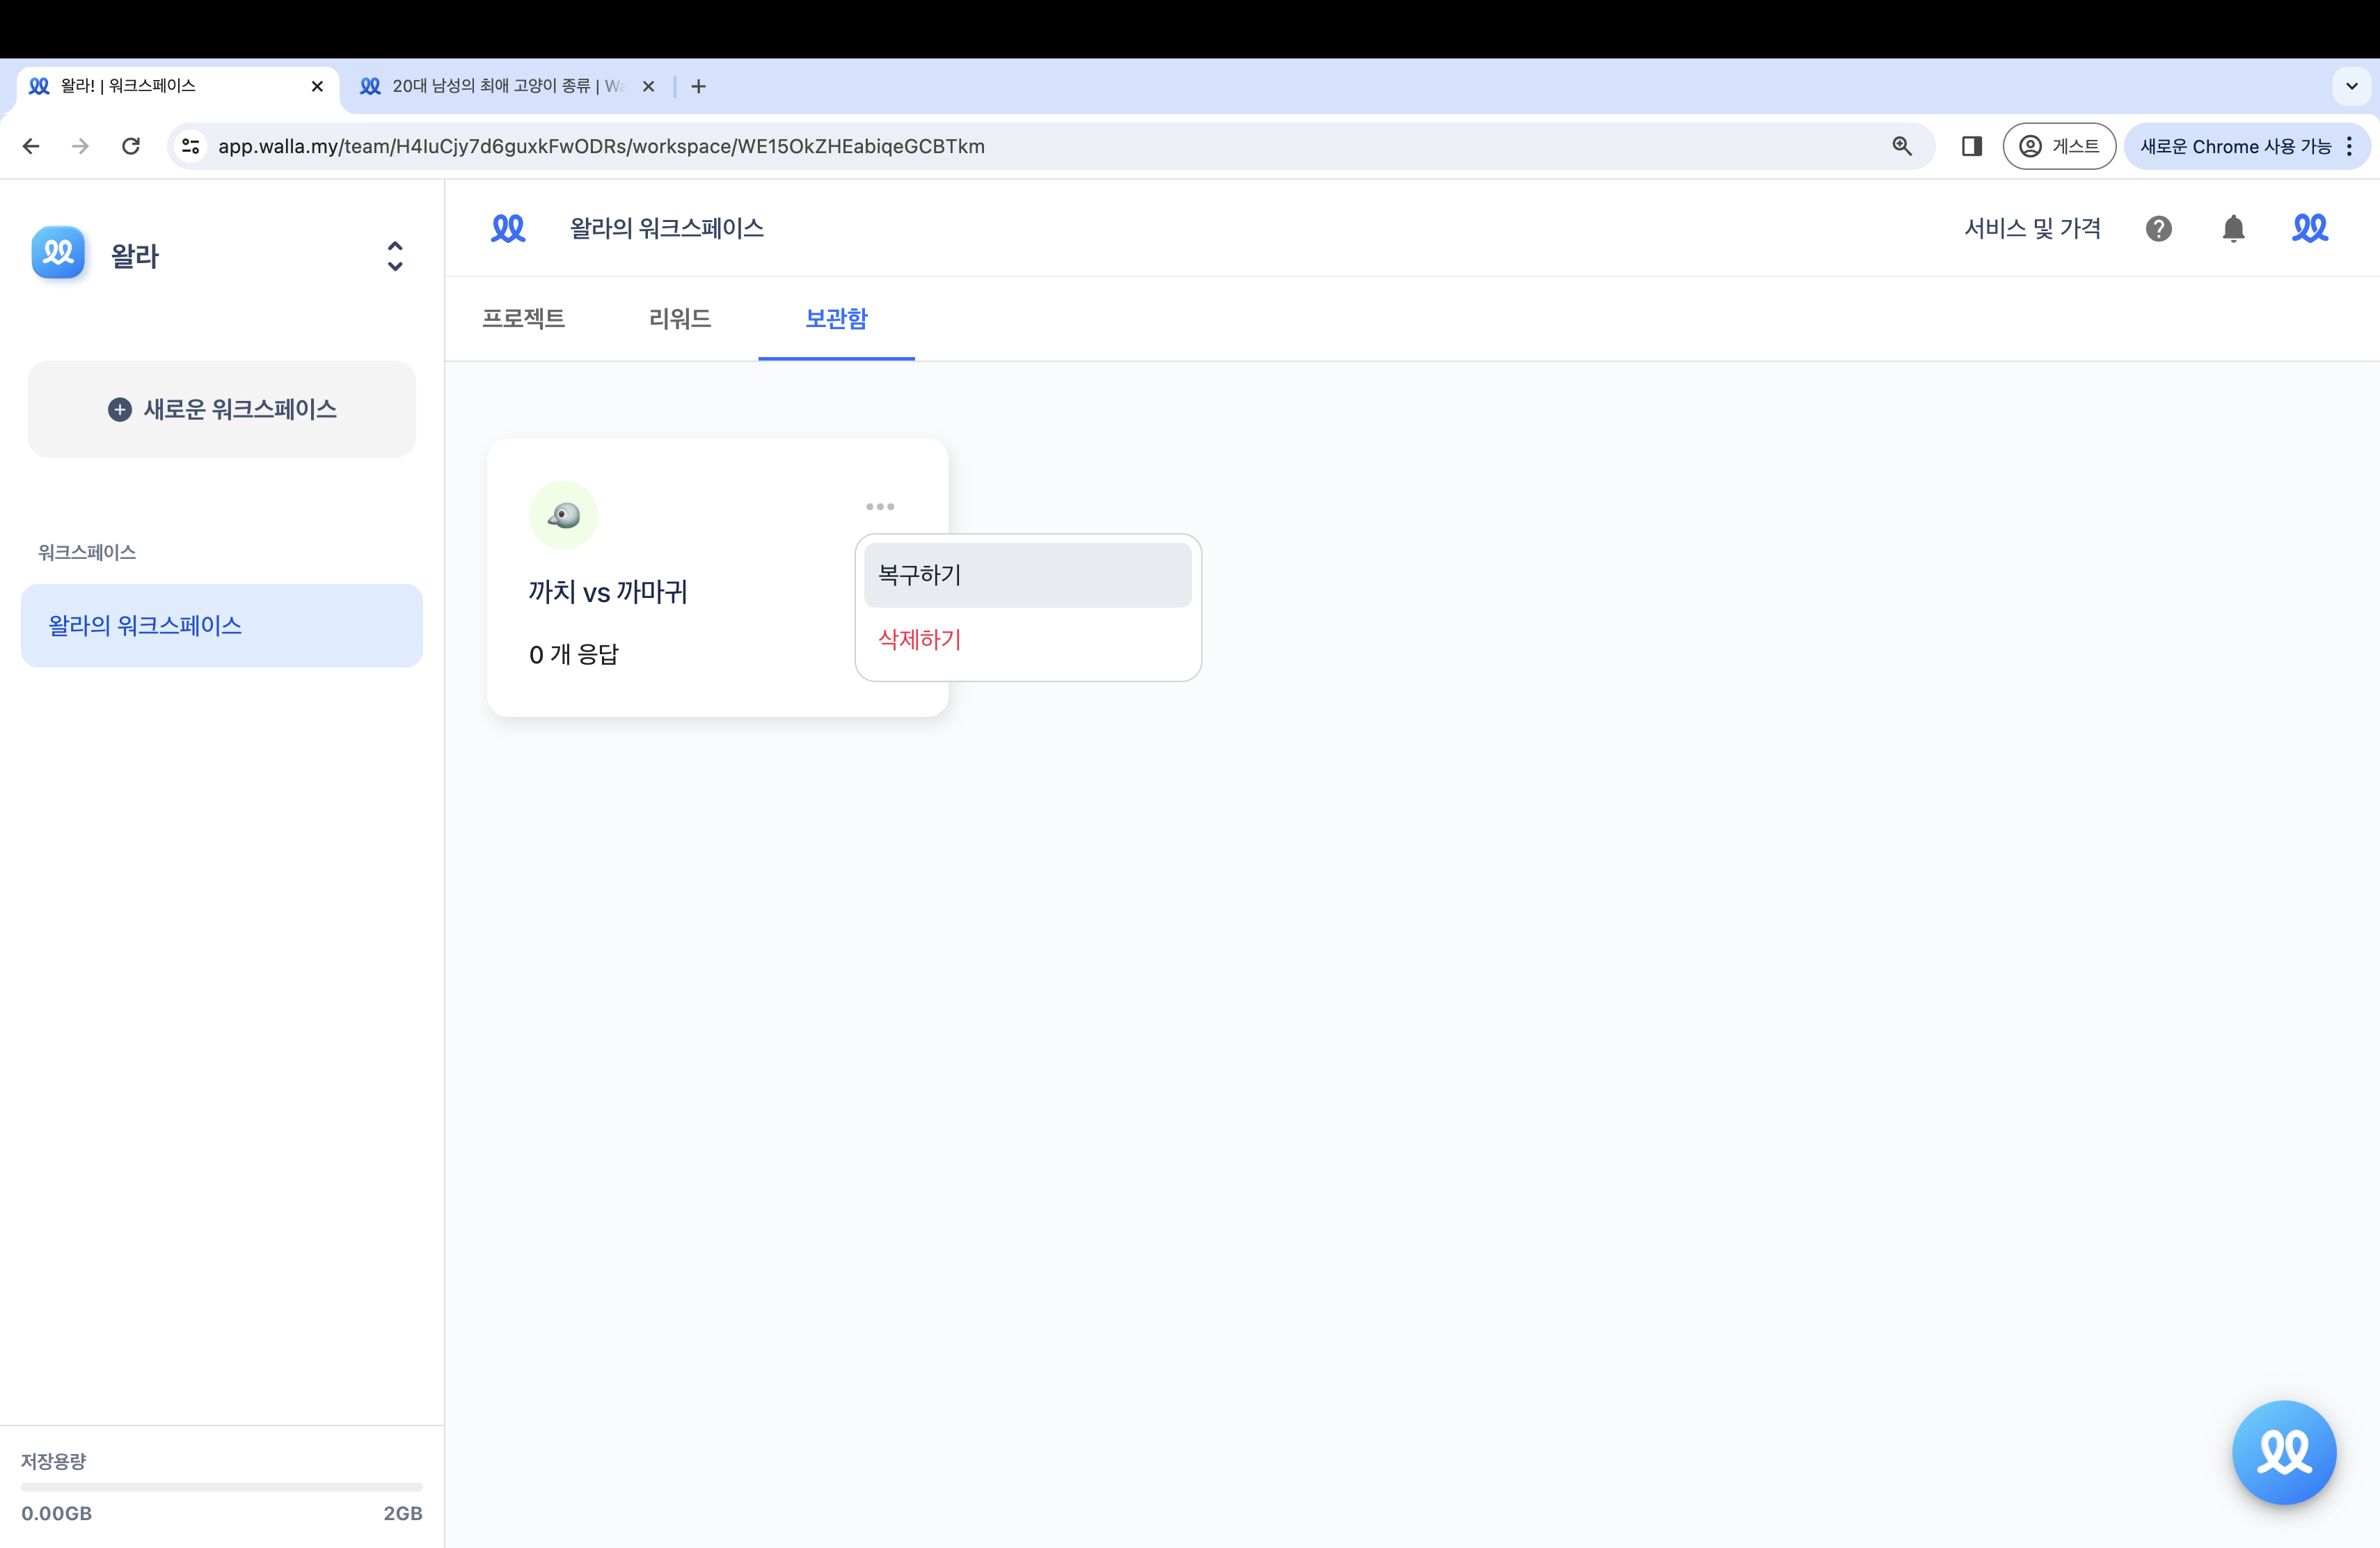 왈라! | 워크스페이스
20대 남성의 최애 고양이 종류 | Wa
app.walla.my/team/H4IuCjy7d6guxkFwODRs/workspace/WE15OkZHEabiqeGCBTkm
게스트
새로운 Chrome 사용 가능
왈라
왈라의 워크스페이스
서비스 및 가격
프로젝트
리워드
보관함
새로운 워크스페이스
워크스페이스
왈라의 워크스페이스
까치 vs 까마귀
0 개 응답
복구하기
삭제하기
저장용량
0.00GB
2GB